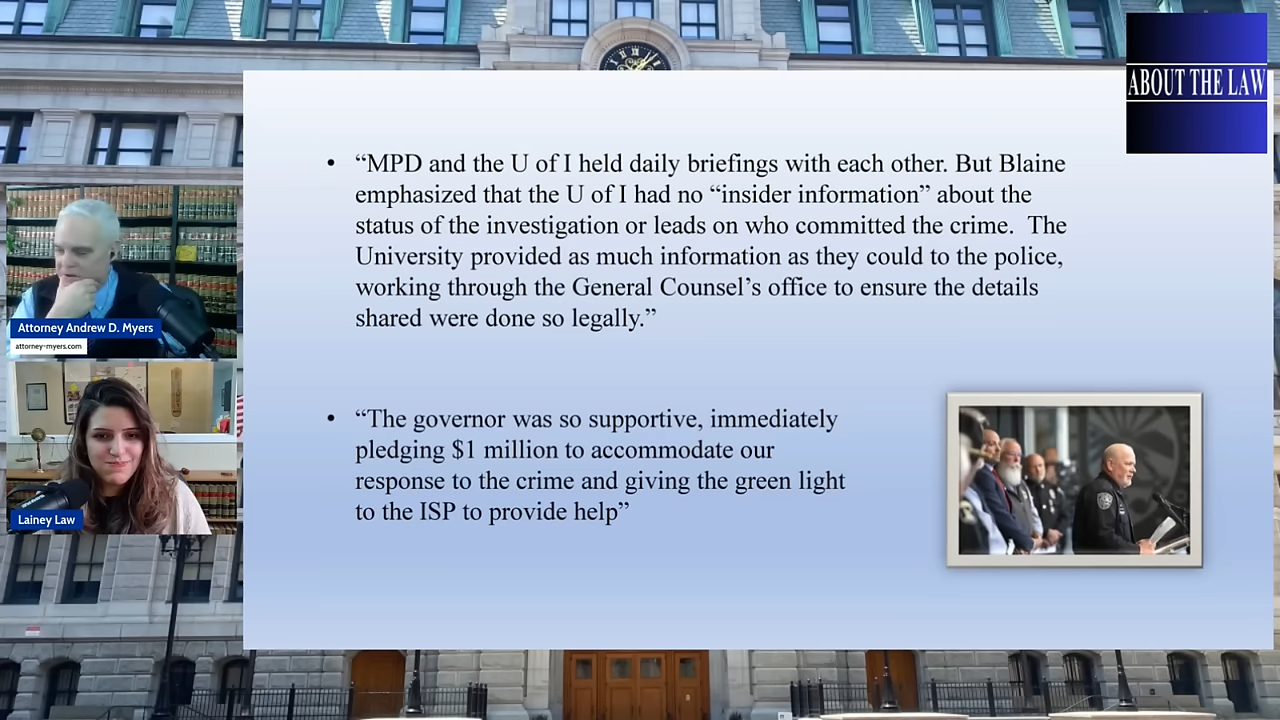 ABOUT THE LAW
• “MPD and the U of I held daily briefings with each other. But Blaine
emphasized that the U of I had no “insider information” about the
status of the investigation or leads on who committed the crime.  The
University provided as much information as they could to the police,
working through the General Counsel’s office to ensure the details
shared were done so legally.”
Attorney Andrew D. Myers
attorney-myers.com
• “The governor was so supportive, immediately
pledging $1 million to accommodate our
response to the crime and giving the green light
to the ISP to provide help”
Lainey Law